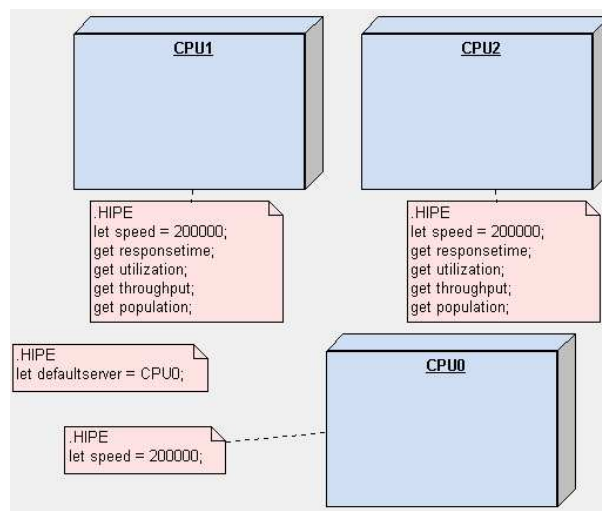 CPU1
CPU2
.HIPE
let speed = 200000;
get responsetime;
get utilization;
get throughput;
get population;
.HIPE
let speed = 200000;
get responsetime;
get utilization;
get throughput;
get population;
.HIPE
let defaultserver = CPU0;
CPU0
.HIPE
let speed = 200000;